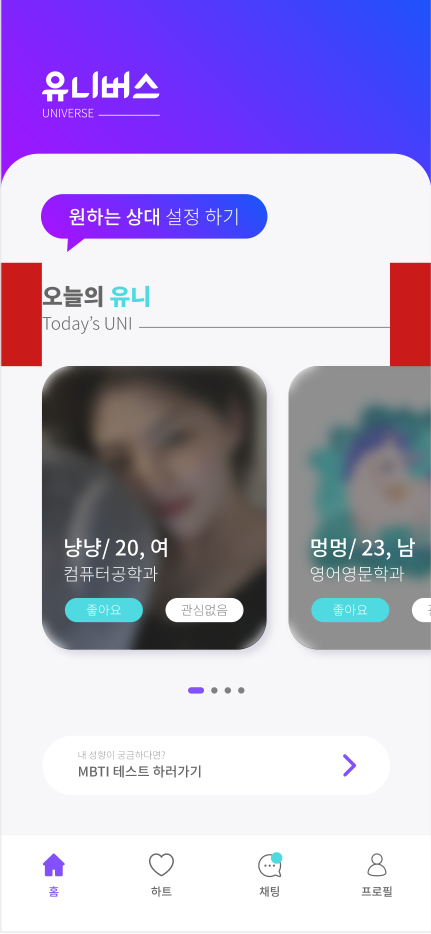 유니버스
UNIVERSE
원하는 상대 설정 하기
오늘의 유니
Today's UNI
냥냥/ 20, 여
컴퓨터공학과
좋아요 관심없음
멍멍/ 23, 남
영어영문학과
좋아요
내 성향이 궁금하다면?
MBTI 테스트 하러가기
홈 하트 채팅 프로필